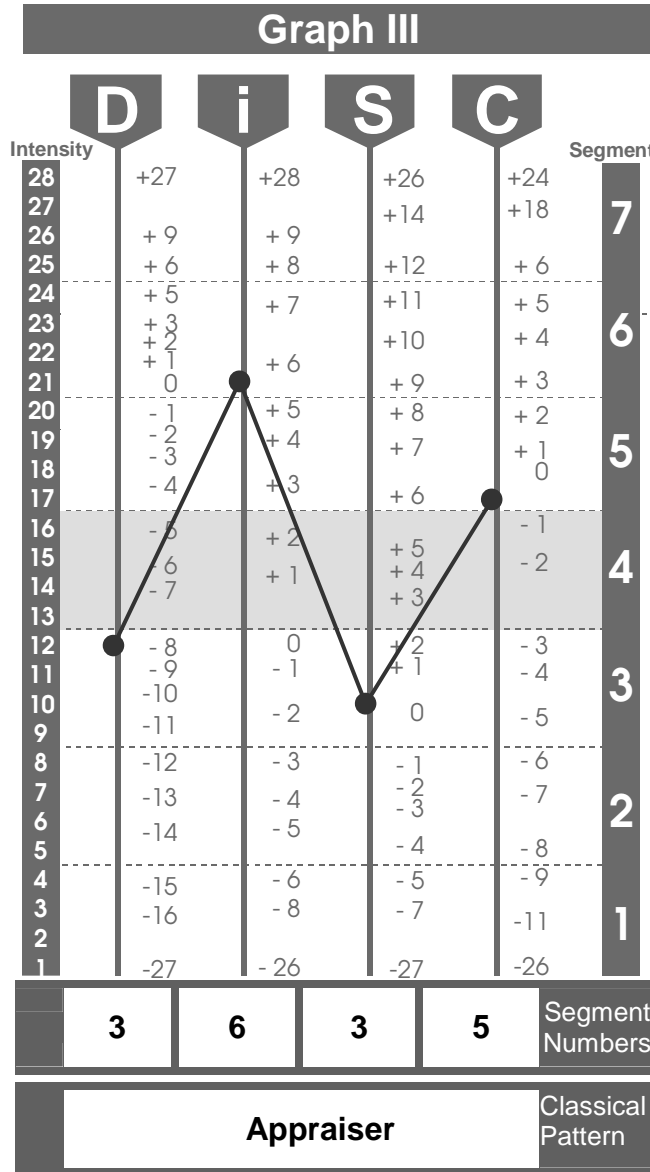 Graph III
D i S C
Intensity Segment
28 +27 +28 +26 +24
27 +14 +18 7
26 + 9 + 9
25 + 6 + 8 +12 + 6
24 + 5 + 7 +11 + 5
23 + 3 6
22 + 2 +10 + 4
+ 1 + 6
21 0 + 9 + 3
20 - 1 + 5 + 8 + 2
19 - 2 + 4 + 7 + 1 5
18 - 3 0
17 - 4 + 3 + 6
16 - 5 + 2 - 1
15 - 6 + 1 + 5 - 2 4
14 - 7 + 4
13 + 3
12 - 8 0 + 2 - 3
11 - 9 - 1 + 1 - 4 3
10 -10 - 2 0 - 5
9 -11
8 -12 - 3 - 1 - 6
7 -13 - 4 - 2 - 7 2
6 -14 - 5 - 3
5 - 4 - 8
4 -15 - 6 - 5 - 9
3 -16 - 8 - 7 -11 1
2
1 -27 - 26 -27 -26
3 6 3 5 Segment
Numbers
Appraiser Classical
Pattern